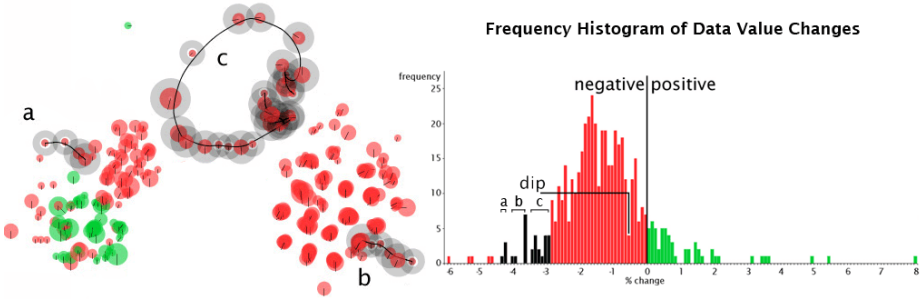 Frequency Histogram of Data Value Changes
c
a
b
frequency
negative positive
25
20
15
10
5
0
dip
a b c
-6 -5 -4 -3 -2 -1 0 1 2 3 4 5 6 7 8
% change